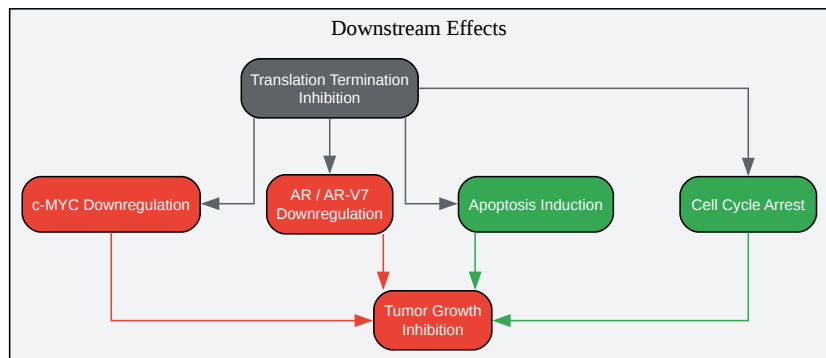 Downstream Effects
Translation Termination
Inhibition
c-MYC Downregulation
AR / AR-V7
Downregulation
Apoptosis Induction
Cell Cycle Arrest
Tumor Growth
Inhibition